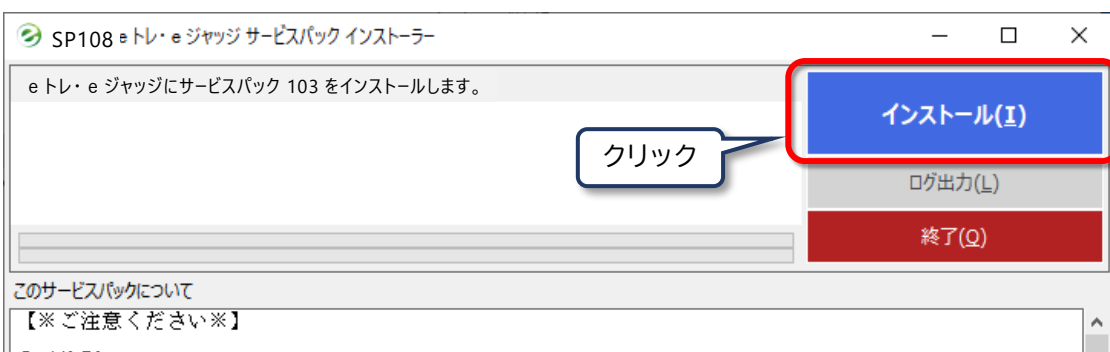 SP108 e トレ・e ジャッジ サービスパック インストーラー
e トレ・e ジャッジにサービスパック 103 をインストールします。
インストール(I)
クリック
ログ出力(L)
終了(Q)
このサービスパックについて
【※ご注意ください※】